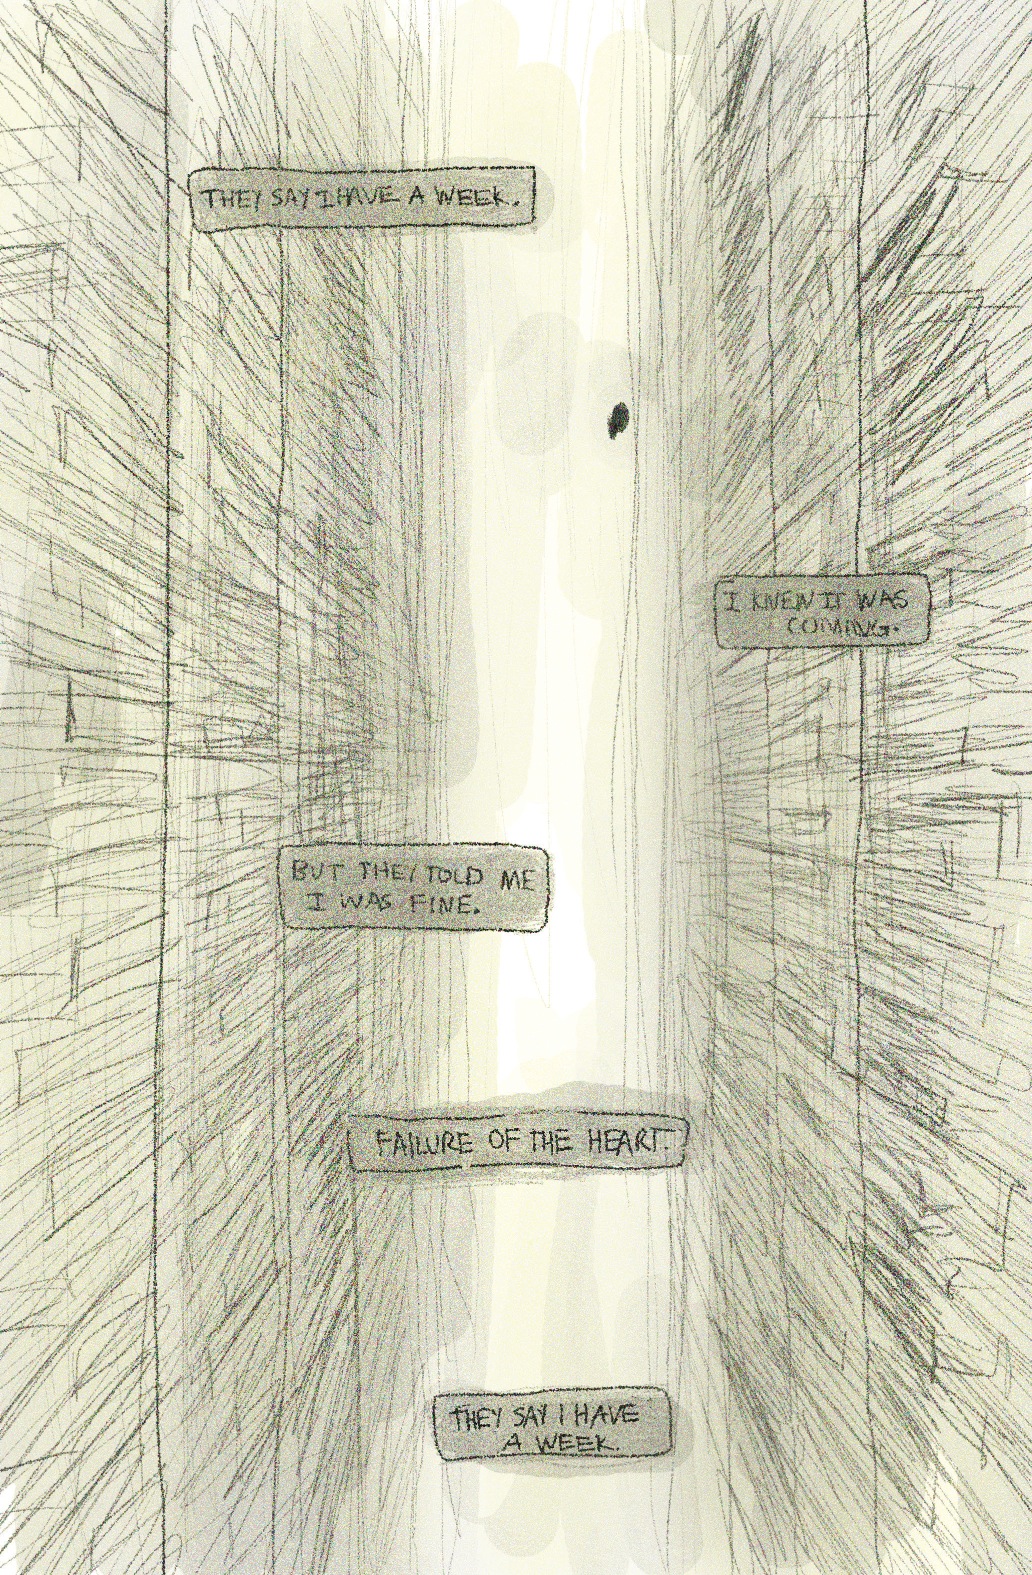 THEY SAY I HAVE A WEEK.
I KNEW IT WAS
COMING.
BUT THEY TOLD ME
I WAS FINE.
FAILURE OF THE HEART.
THEY SAY I HAVE
A WEEK.